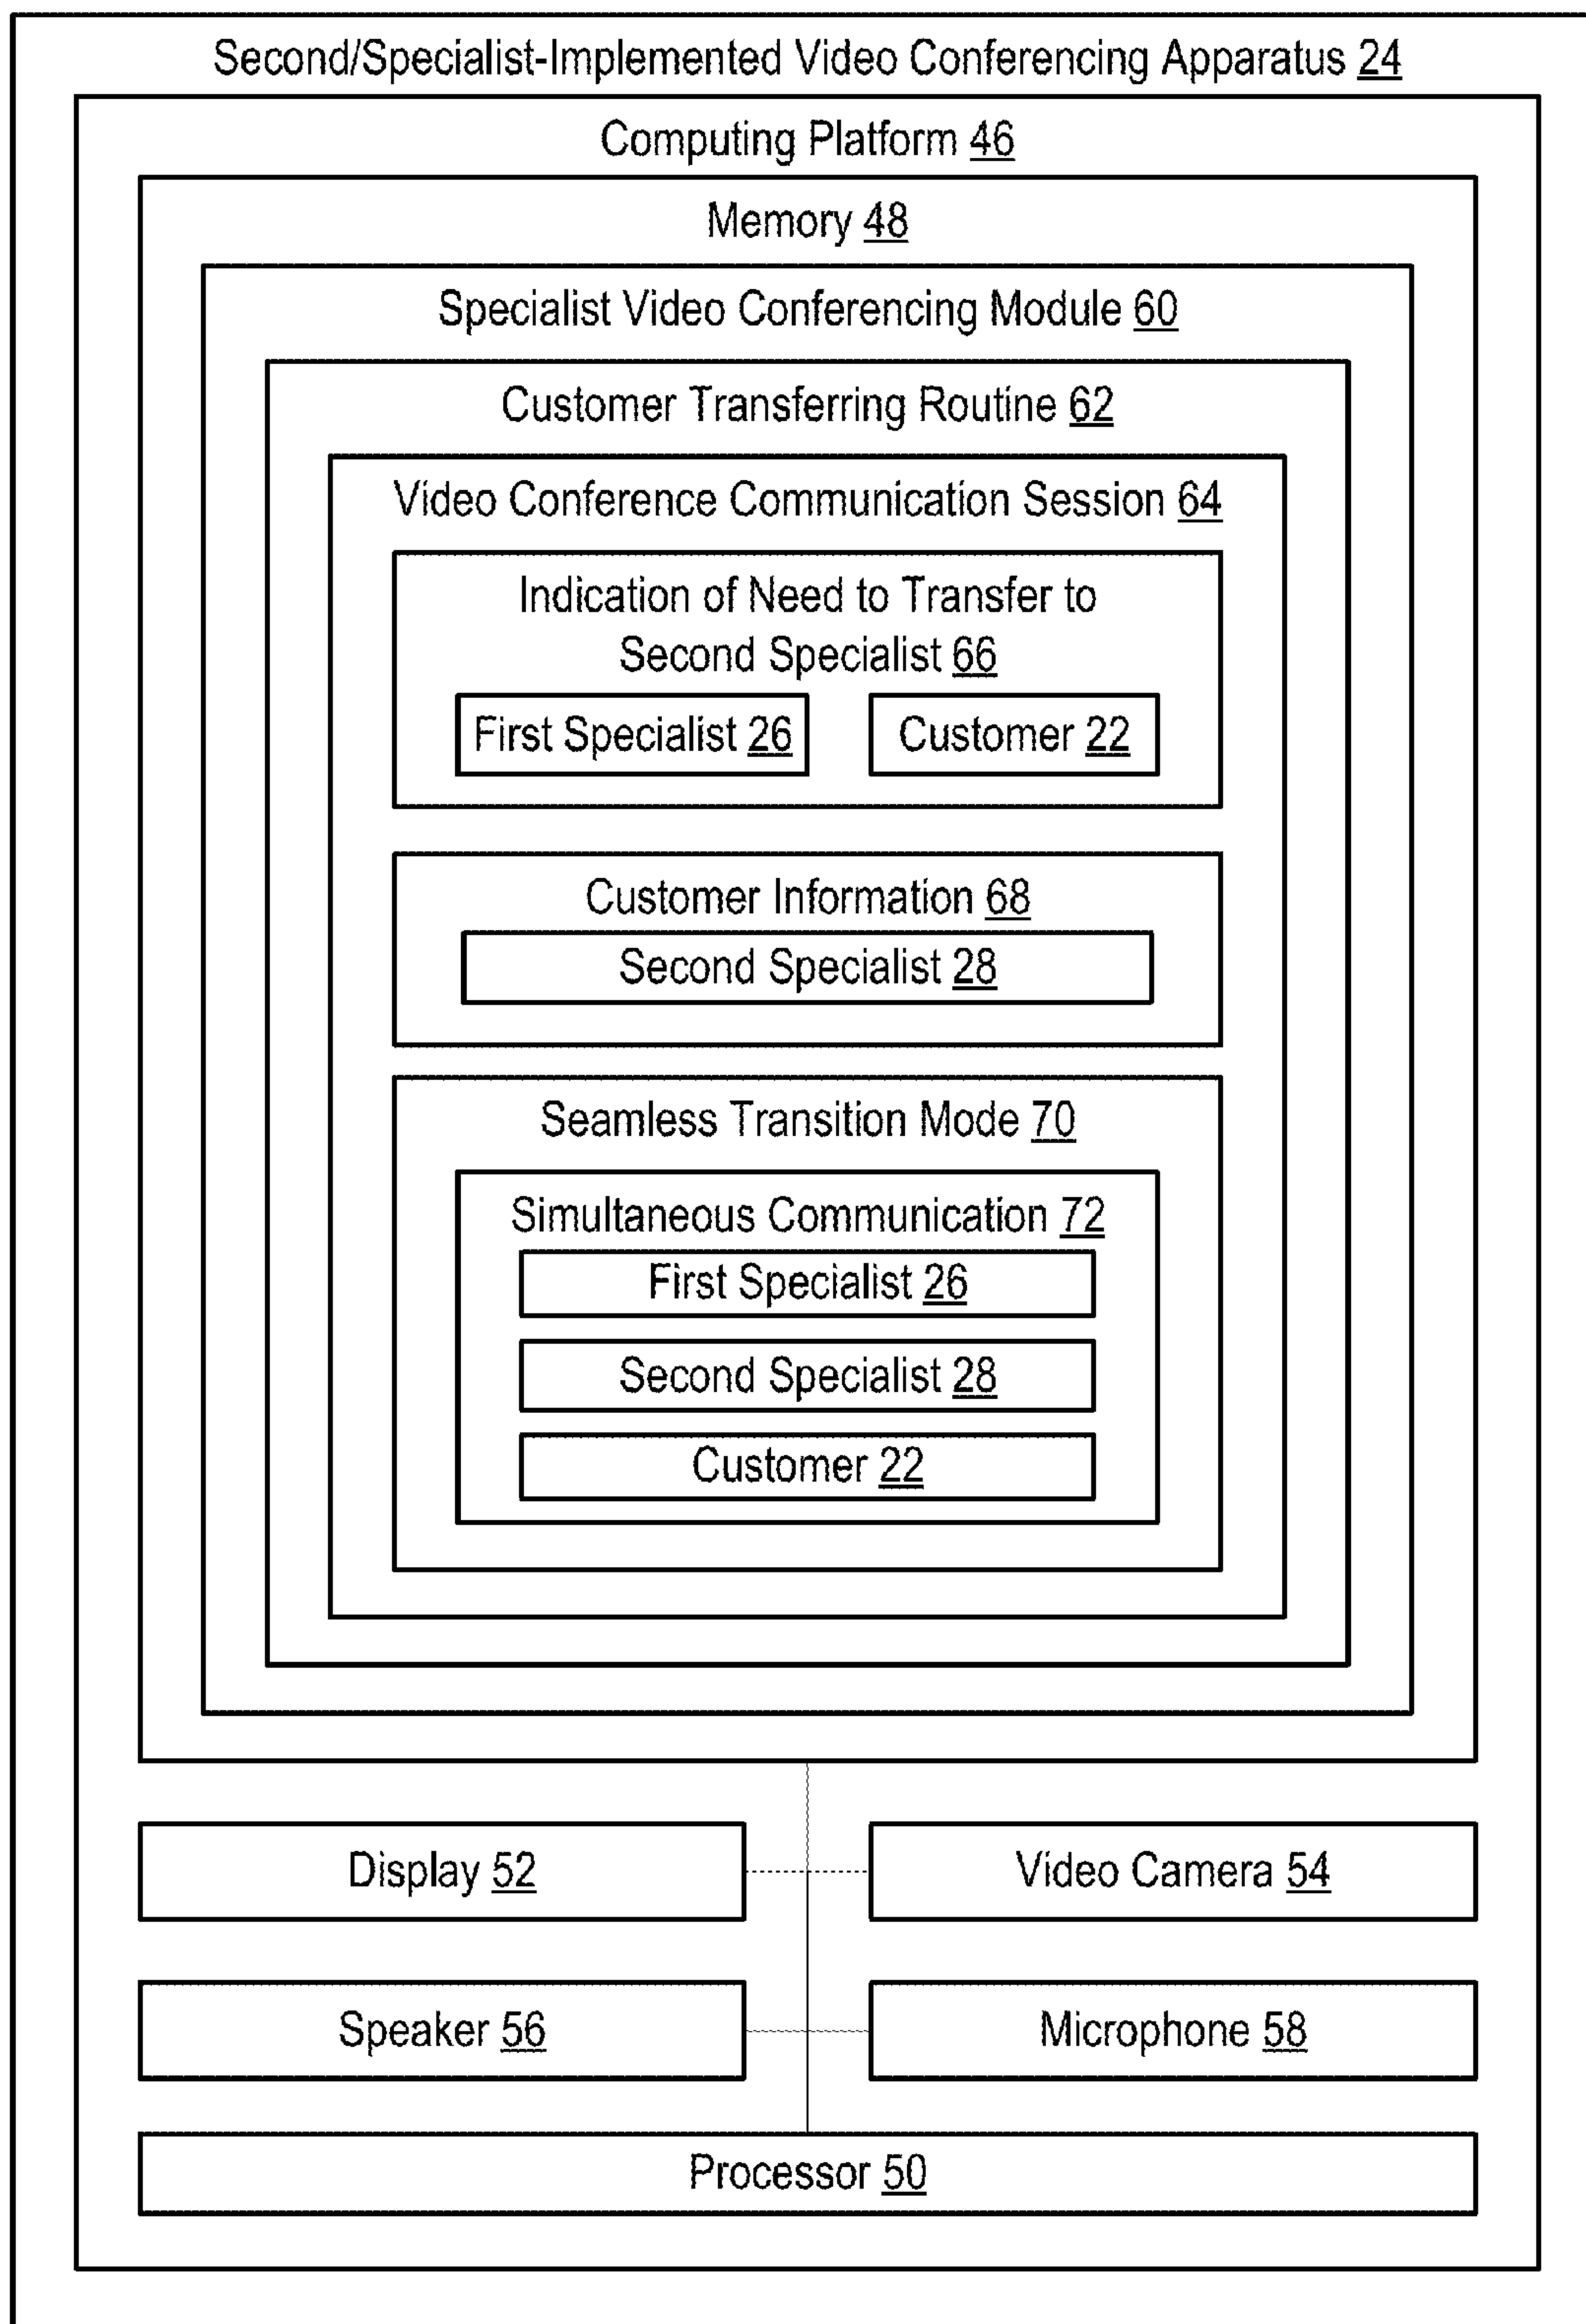 Second/Specialist-Implemented Video Conferencing Apparatus 24
Computing Platform 46
Memory 48
Specialist Video Conferencing Module 60
Customer Transferring Routine 62
Video Conference Communication Session 64
Indication of Need to Transfer to
Second Specialist 66
First Specialist 26
Customer 22
Customer Information 68
Second Specialist 28
Seamless Transition Mode 70
Simultaneous Communication 72
First Specialist 26
Second Specialist 28
Customer 22
Display 52
Video Camera 54
Speaker 56
Microphone 58
Processor 50